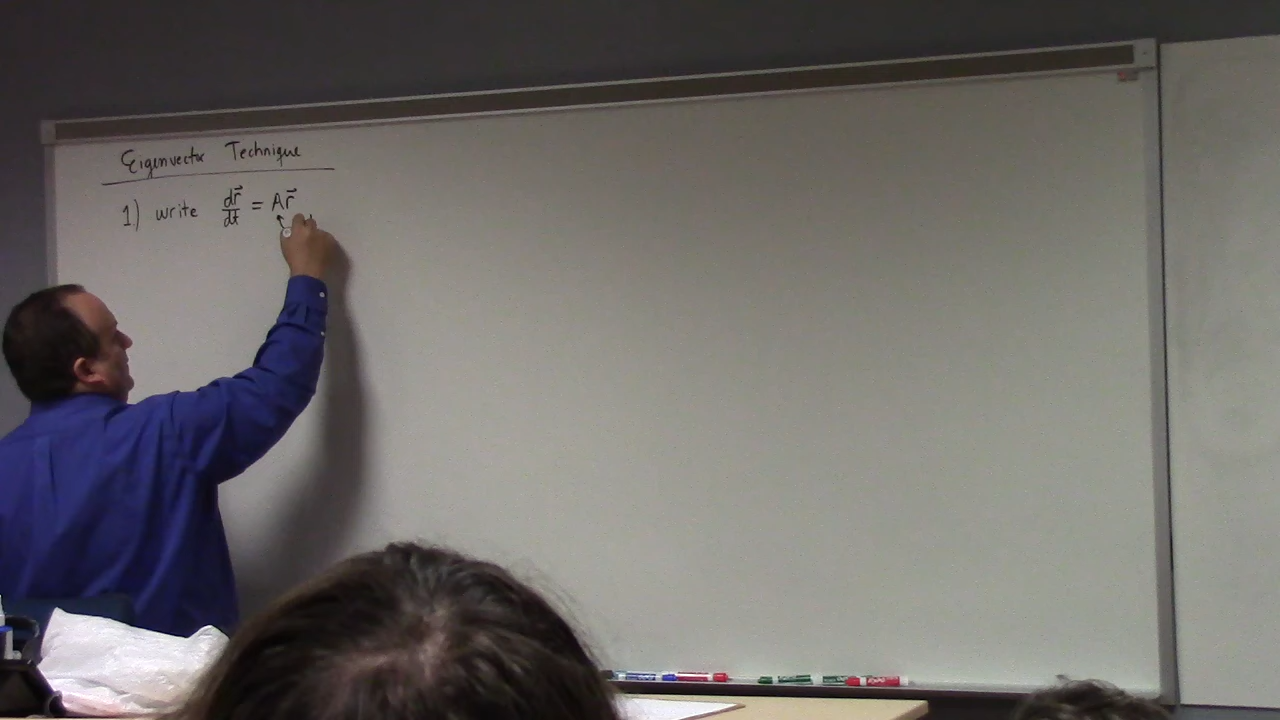 Eigenvector Technique
1) write dr⃗/dt = Ar⃗